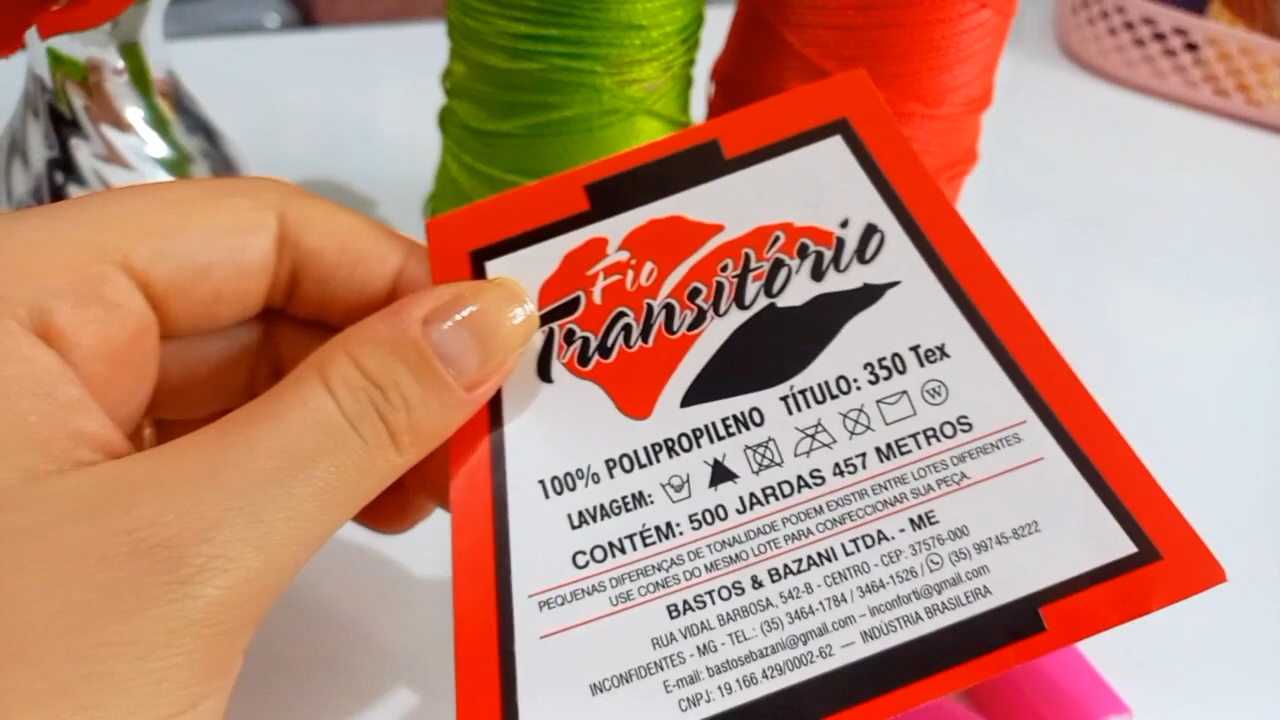 Fio
Transitório
100% POLIPROPILENO TÍTULO: 350 Tex
LAVAGEM: W
CONTÉM: 500 JARDAS 457 METROS
PEQUENAS DIFERENÇAS DE TONALIDADE PODEM EXISTIR ENTRE LOTES DIFERENTES.
USE CONES DO MESMO LOTE PARA CONFECCIONAR SUA PEÇA.
BASTOS & BAZANI LTDA. - ME
RUA VIDAL BARBOSA, 542-B - CENTRO - CEP: 37576-000
INCONFIDENTES - MG - TEL.: (35) 3464-1784 / 3464-1526 / (35) 99745-8222
E-mail: bastosebazani@gmail.com – inconforti@gmail.com
CNPJ: 19.166.429/0002-62 — INDÚSTRIA BRASILEIRA